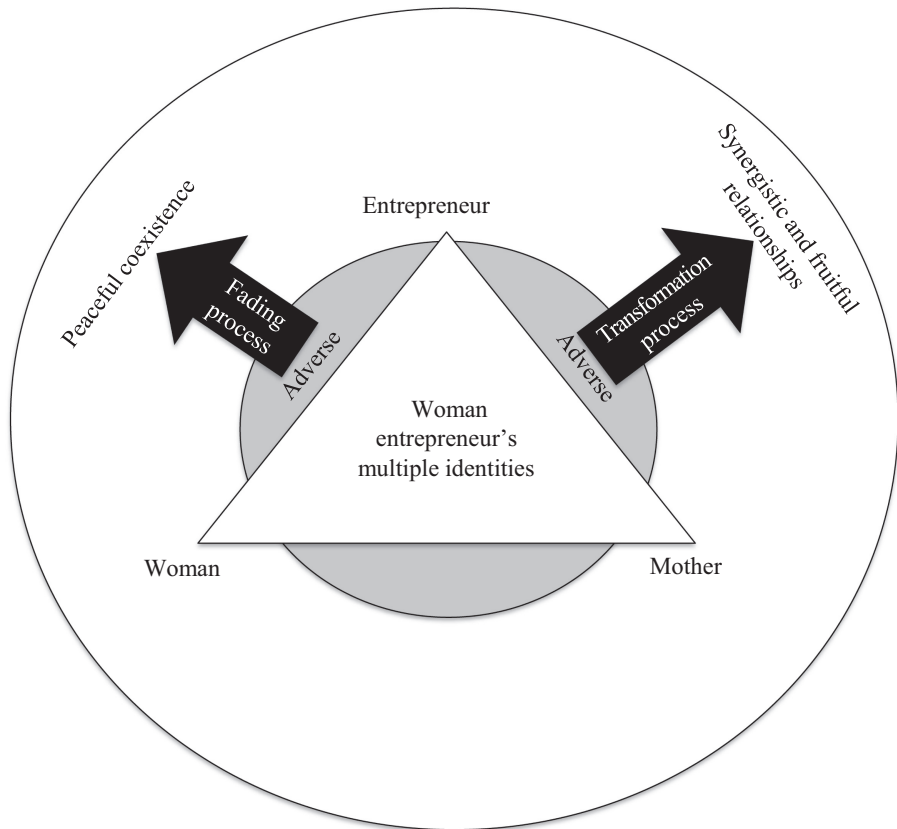 Synergistic and fruitful
relationships
Peaceful coexistence
Entrepreneur
Fading
process
Transformation
process
Adverse
Adverse
Woman
entrepreneur’s
multiple identities
Woman
Mother